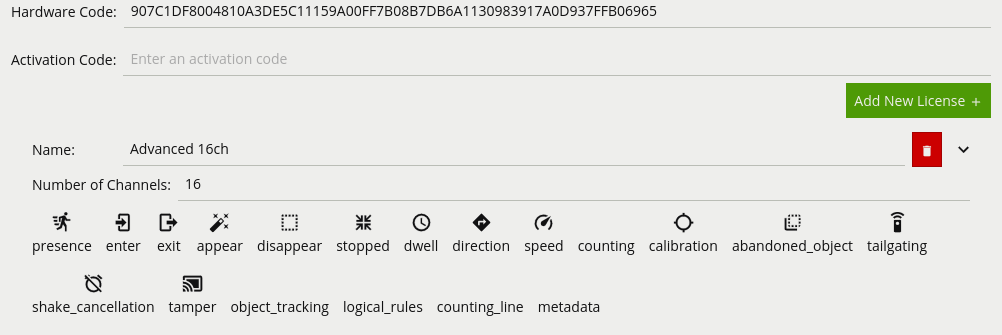 Hardware Code: 907C1DF8004810A3DE5C11159A00FF7B08B7DB6A1130983917A0D937FFB06965
Activation Code: Enter an activation code
Add New License +
Name: Advanced 16ch
Number of Channels: 16
presence enter exit appear disappear stopped dwell direction speed counting calibration abandoned_object tailgating
shake_cancellation tamper object_tracking logical_rules counting_line metadata